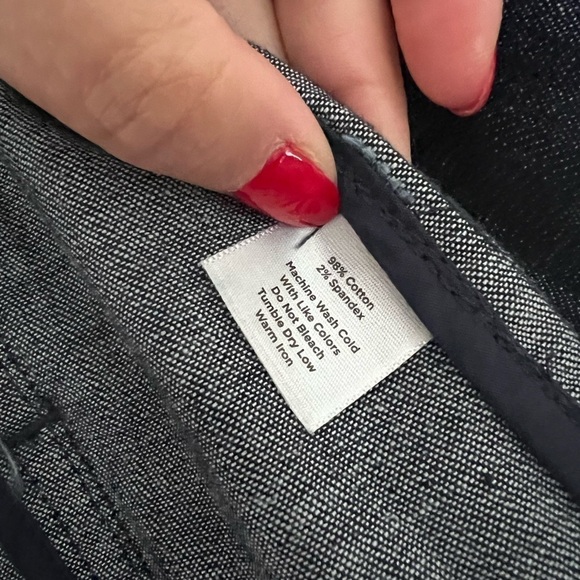 98% Cotton
2% Spandex
Machine Wash Cold
With Like Colors
Do Not Bleach
Tumble Dry Low
Warm Iron